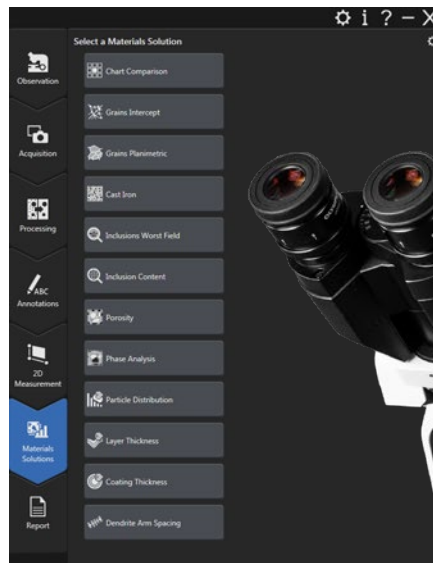 i ? – X
Select a Materials Solution
Observation
Acquisition
Processing
ABC
Annotations
2D
Measurement
Materials
Solutions
Report
Chart Comparison
Grains Intercept
Grains Planimetric
Cast Iron
Inclusions Worst Field
Inclusion Content
Porosity
Phase Analysis
Particle Distribution
Layer Thickness
Coating Thickness
Dendrite Arm Spacing